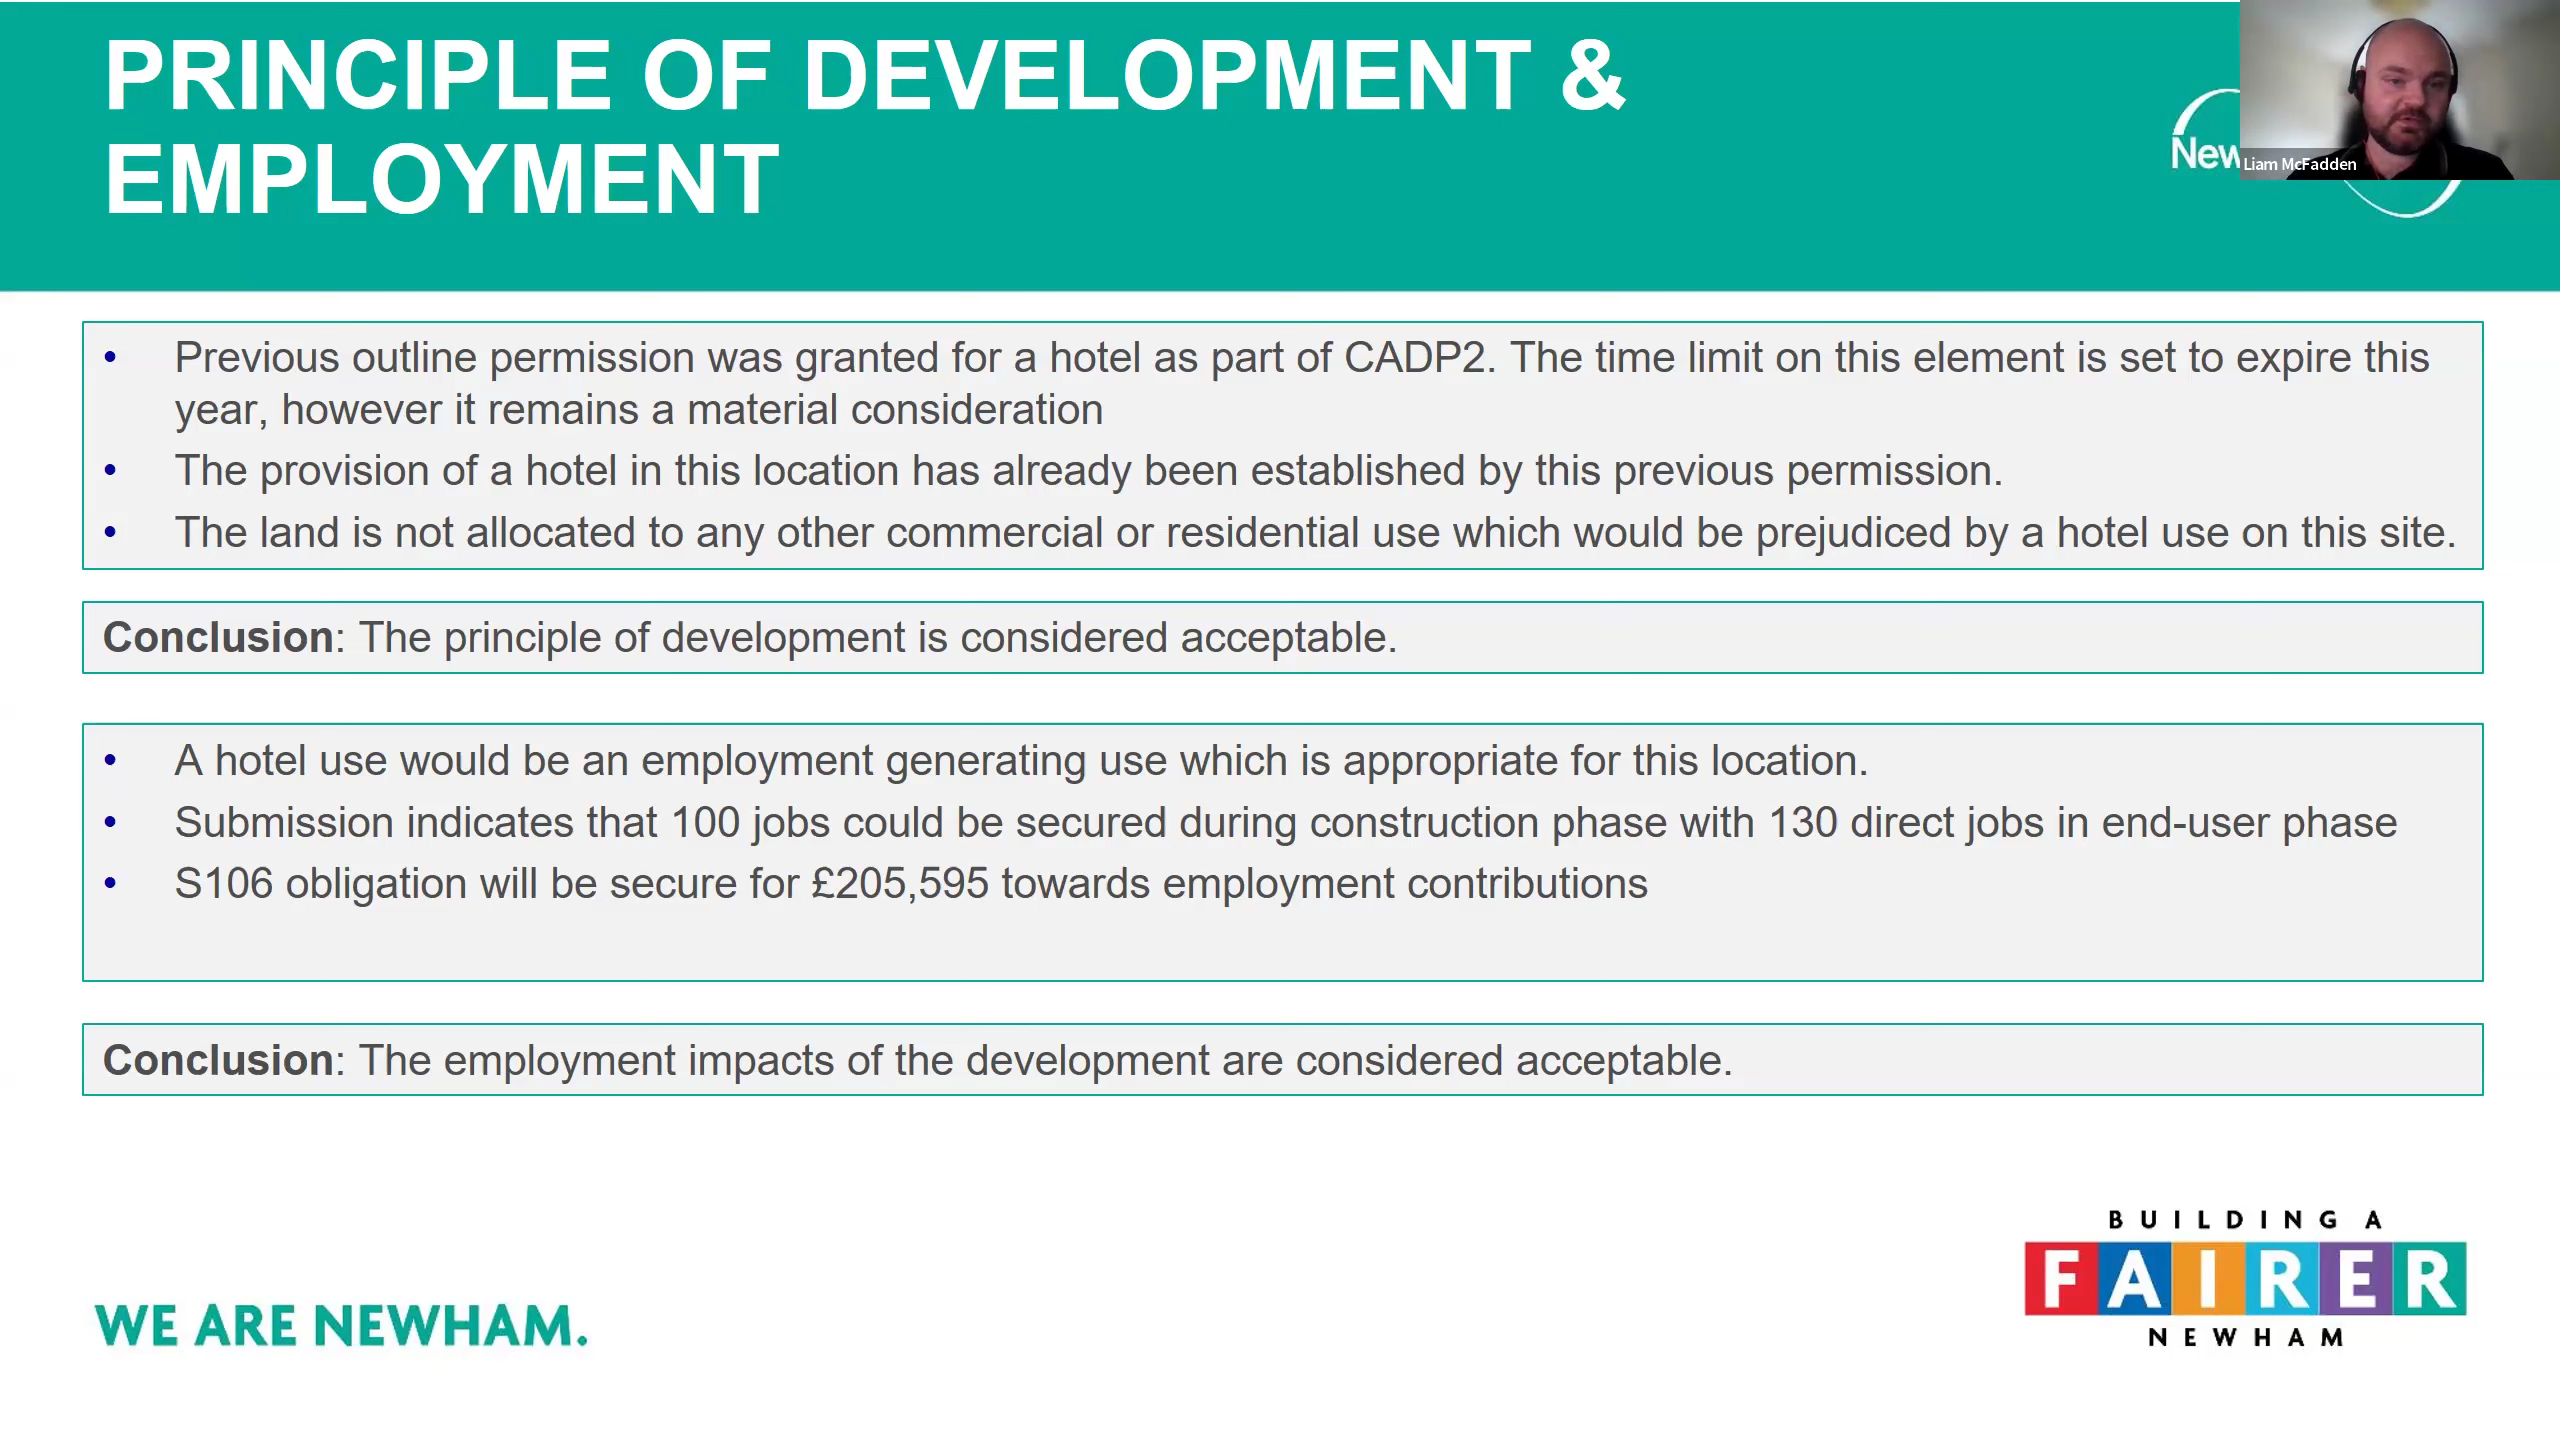 PRINCIPLE OF DEVELOPMENT &
EMPLOYMENT
New
Liam McFadden
• Previous outline permission was granted for a hotel as part of CADP2. The time limit on this element is set to expire this
year, however it remains a material consideration
• The provision of a hotel in this location has already been established by this previous permission.
• The land is not allocated to any other commercial or residential use which would be prejudiced by a hotel use on this site.
Conclusion: The principle of development is considered acceptable.
• A hotel use would be an employment generating use which is appropriate for this location.
• Submission indicates that 100 jobs could be secured during construction phase with 130 direct jobs in end-user phase
• S106 obligation will be secure for £205,595 towards employment contributions
Conclusion: The employment impacts of the development are considered acceptable.
WE ARE NEWHAM.
BUILDING A
FAIRER
NEWHAM